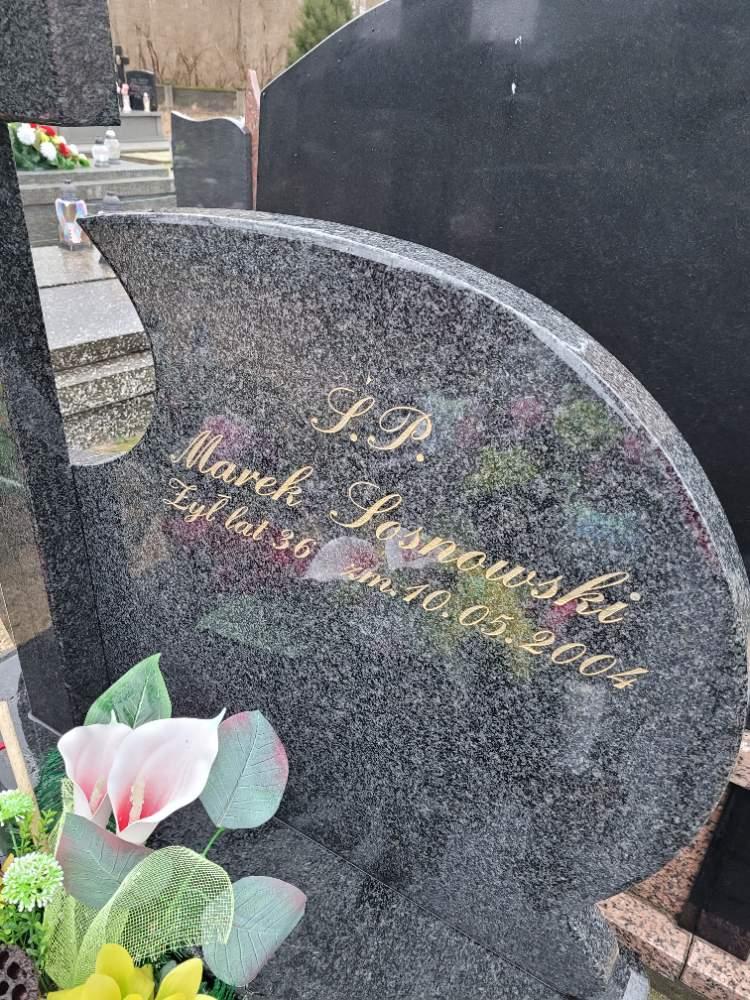 Ś.P.
Marek Sosnowski
Żył lat 36 zm.10.05.2004